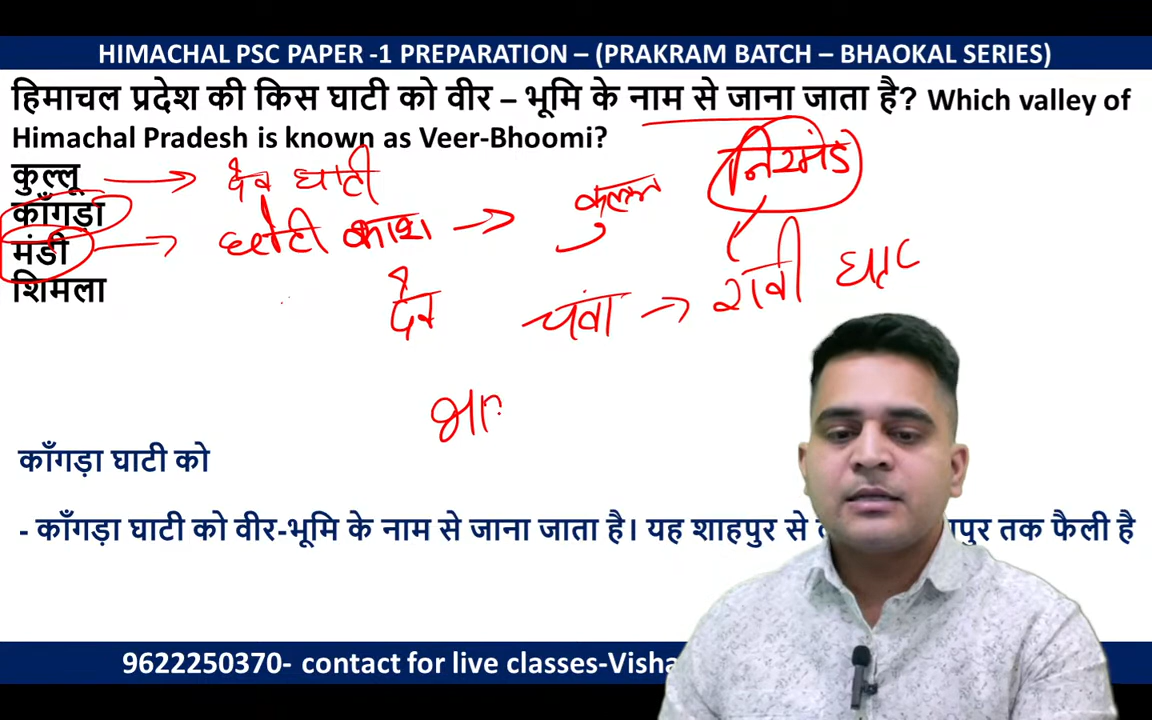 HIMACHAL PSC PAPER -1 PREPARATION – (PRAKRAM BATCH – BHAOKAL SERIES)
हिमाचल प्रदेश की किस घाटी को वीर – भूमि के नाम से जाना जाता है? Which valley of
Himachal Pradesh is known as Veer-Bhoomi?
कुल्लू देव घाटी निरमंड
काँगड़ा
मंडी छोटी काशी कुल्लू
शिमला देव चंबा रावी घाट
काँगड़ा घाटी को
- काँगड़ा घाटी को वीर-भूमि के नाम से जाना जाता है। यह शाहपुर से तक फैली है
9622250370- contact for live classes-Visha